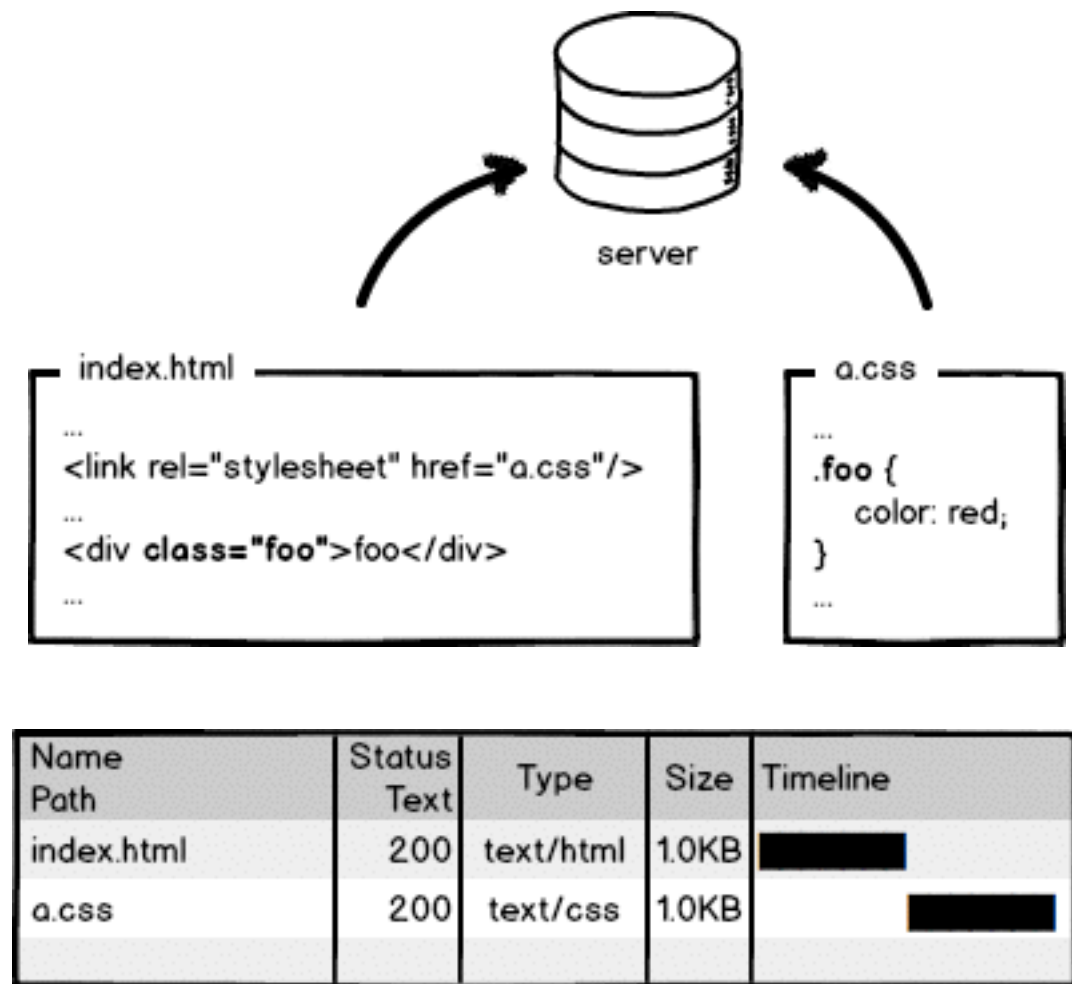 server
index.html
...
<link rel="stylesheet" href="a.css"/>
...
<div class="foo">foo</div>
...
a.css
...
.foo {
color: red;
}
...
Name Path Status Text Type Size Timeline
index.html 200 text/html 1.0KB
a.css 200 text/css 1.0KB